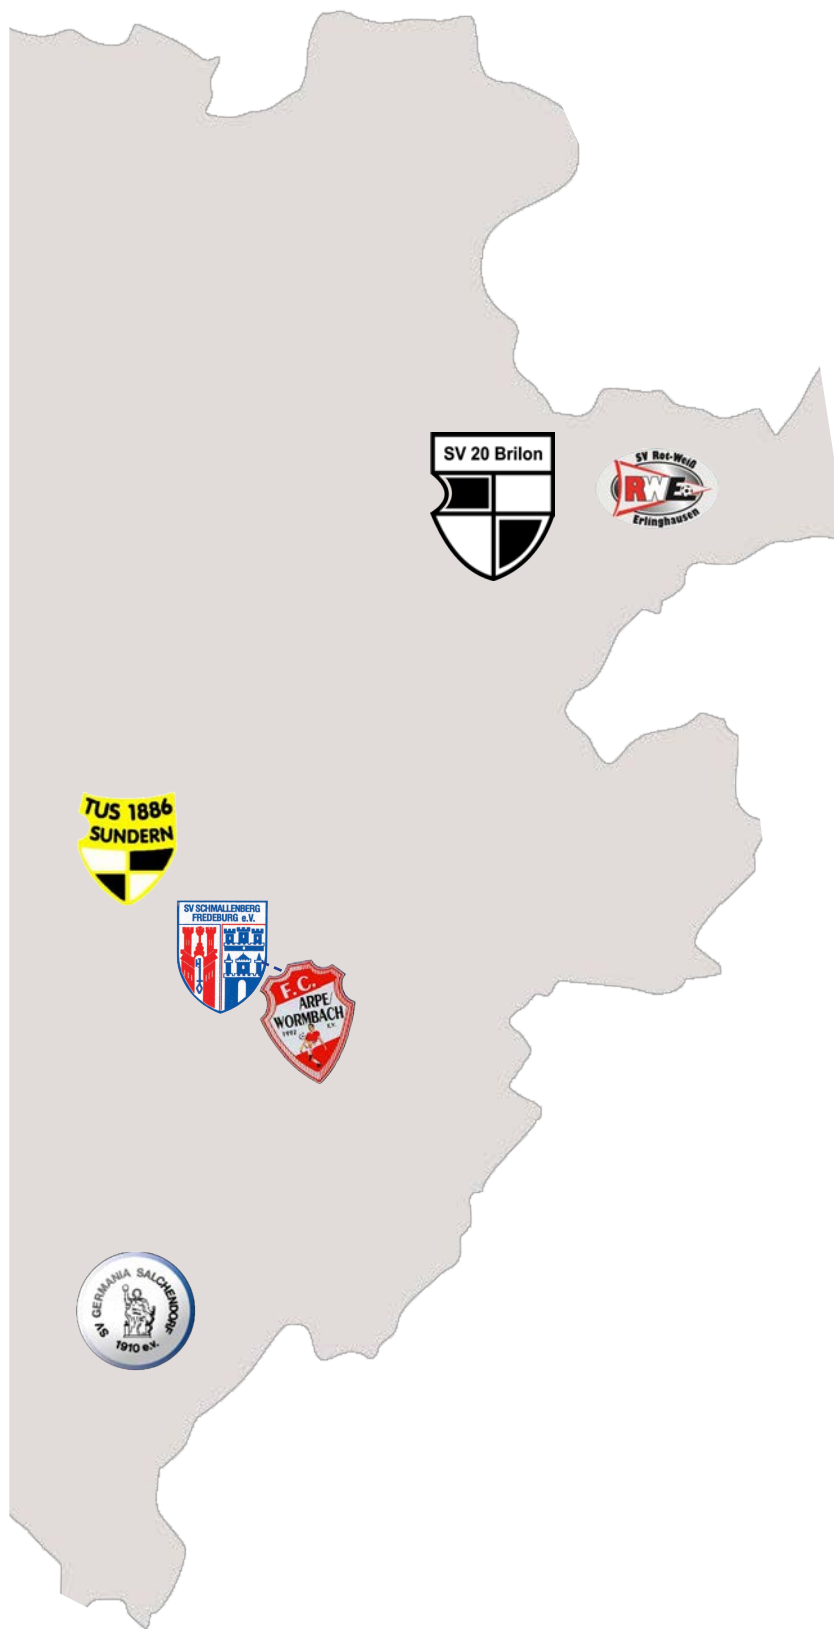 SV 20 Brilon
SV Rot-Weiß
RWE
Erlinghausen
TUS 1886
SUNDERN
SV SCHMALLENBERG
FREDEBURG e.V.
F.C.
ARPE/
WORMBACH
1992 e.V.
SV GERMANIA SALCHENDORF
1910 e.V.